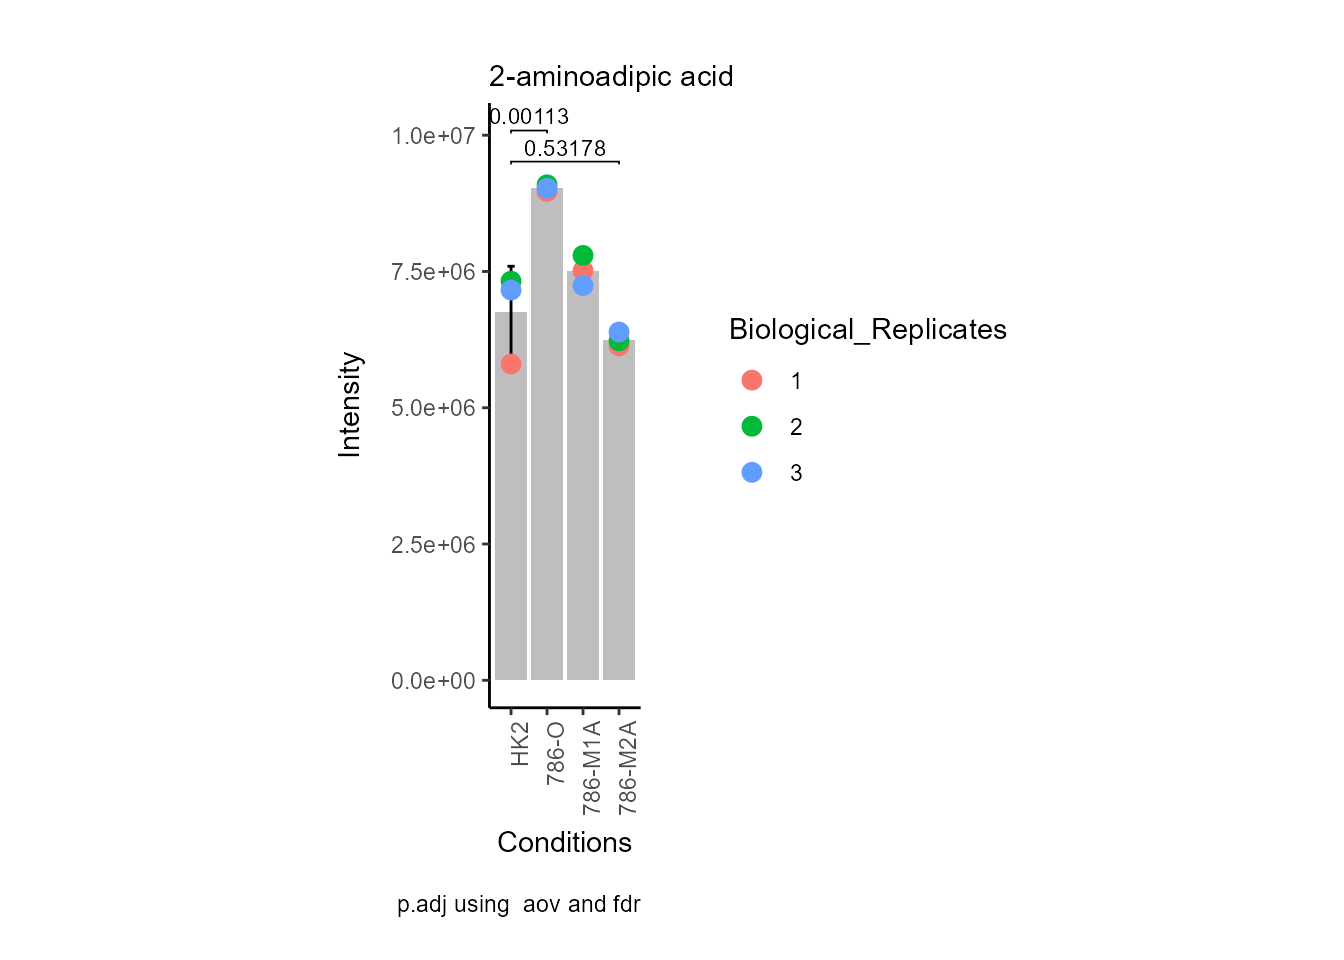 2-aminoadipic acid
0.00113
0.53178
1.0e+07
7.5e+06
5.0e+06
2.5e+06
0.0e+00
Intensity
HK2
786-O
786-M1A
786-M2A
Conditions
Biological_Replicates
1
2
3
p.adj using  aov and fdr